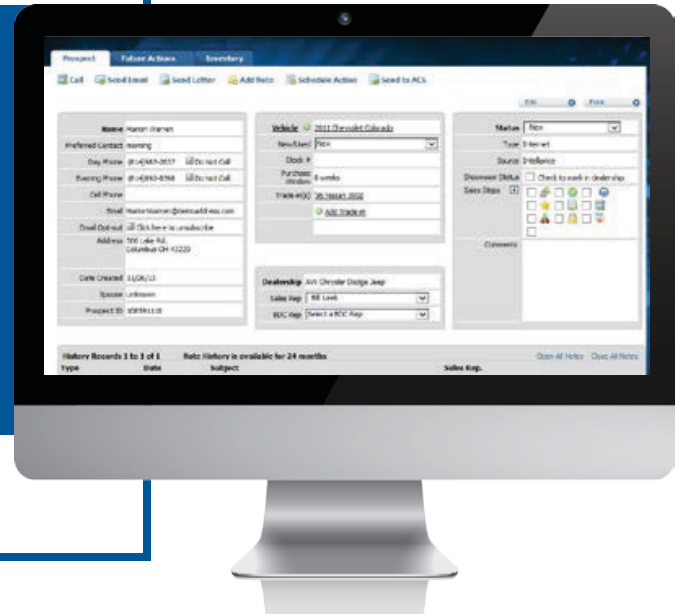 Prospect Future Actions Inventory
Call Send Email Send Letter Add Note Schedule Action Send to ACs
Edit Print
Name Marion Warren
Preferred Contact morning
Day Phone Do Not Call
Evening Phone Do Not Call
Cell Phone
Email
Email Opt-out Click here to unsubscribe
Address 500 Lake Rd.
Columbus OH 43220
Date Created 11/26/13
Spouse unknown
Prospect ID
Vehicle 2011 Chevrolet Colorado
New/Used New
Stock #
Purchase Window 8 weeks
Trade-in(s)
Add Trade-in
Dealership Chrysler Dodge Jeep
Sales Rep Bill Leek
BDC Rep Select a BDC Rep
Status New
Type Internet
Source Intellionce
Showroom Status Check to mark in dealership
Sales Steps
Comments
History Records 1 to 1 of 1 Note History is available for 24 months Open All Notes Close All Notes
Type Date Subject Sales Rep.